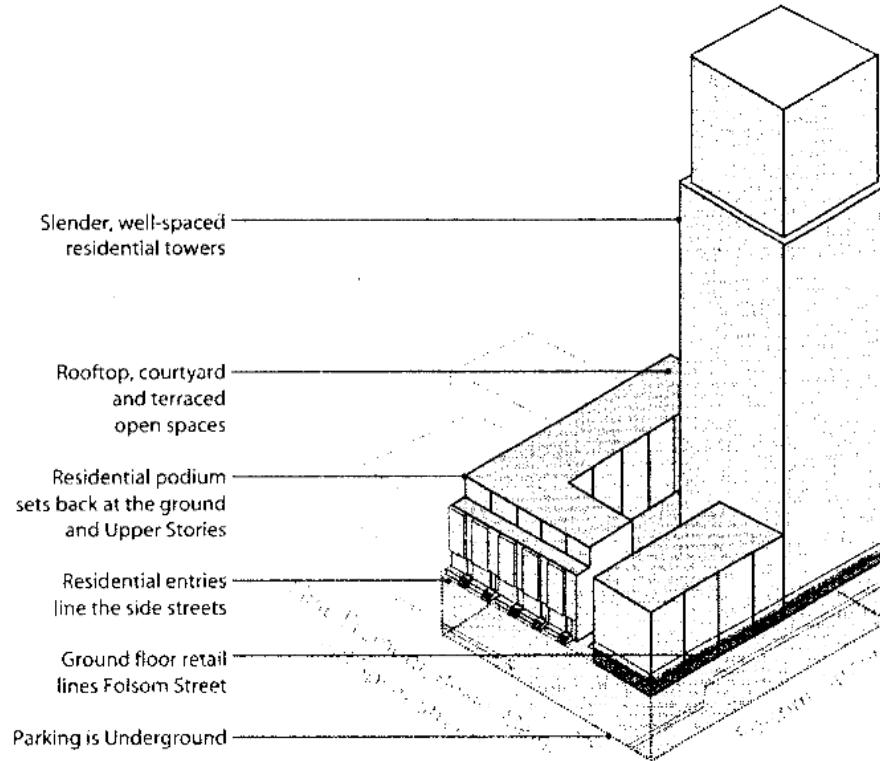 Slender, well-spaced
residential towers
Rooftop, courtyard
and terraced
open spaces
Residential podium
sets back at the ground
and Upper Stories
Residential entries
line the side streets
Ground floor retail
lines Folsom Street
Parking is Underground